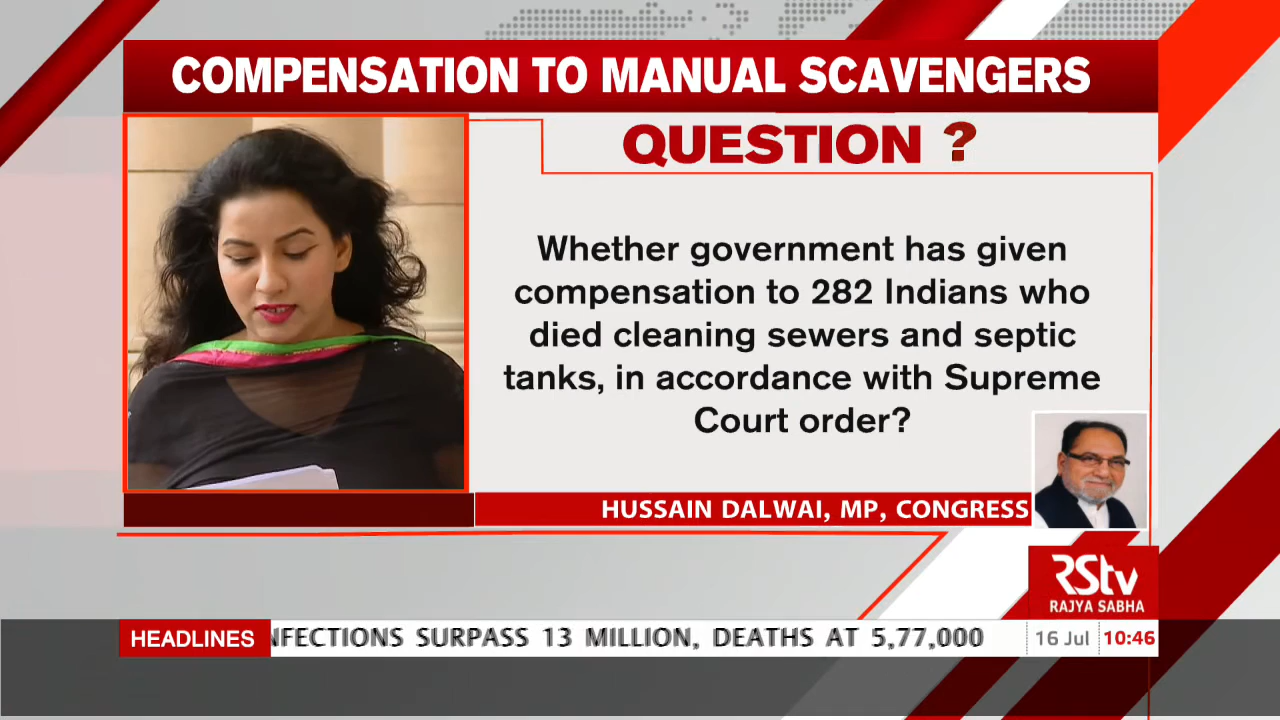 COMPENSATION TO MANUAL SCAVENGERS
QUESTION ?
Whether government has given
compensation to 282 Indians who
died cleaning sewers and septic
tanks, in accordance with Supreme
Court order?
HUSSAIN DALWAI, MP, CONGRESS
RStv
RAJYA SABHA
HEADLINES
NFECTIONS SURPASS 13 MILLION, DEATHS AT 5,77,000
16 Jul
10:46